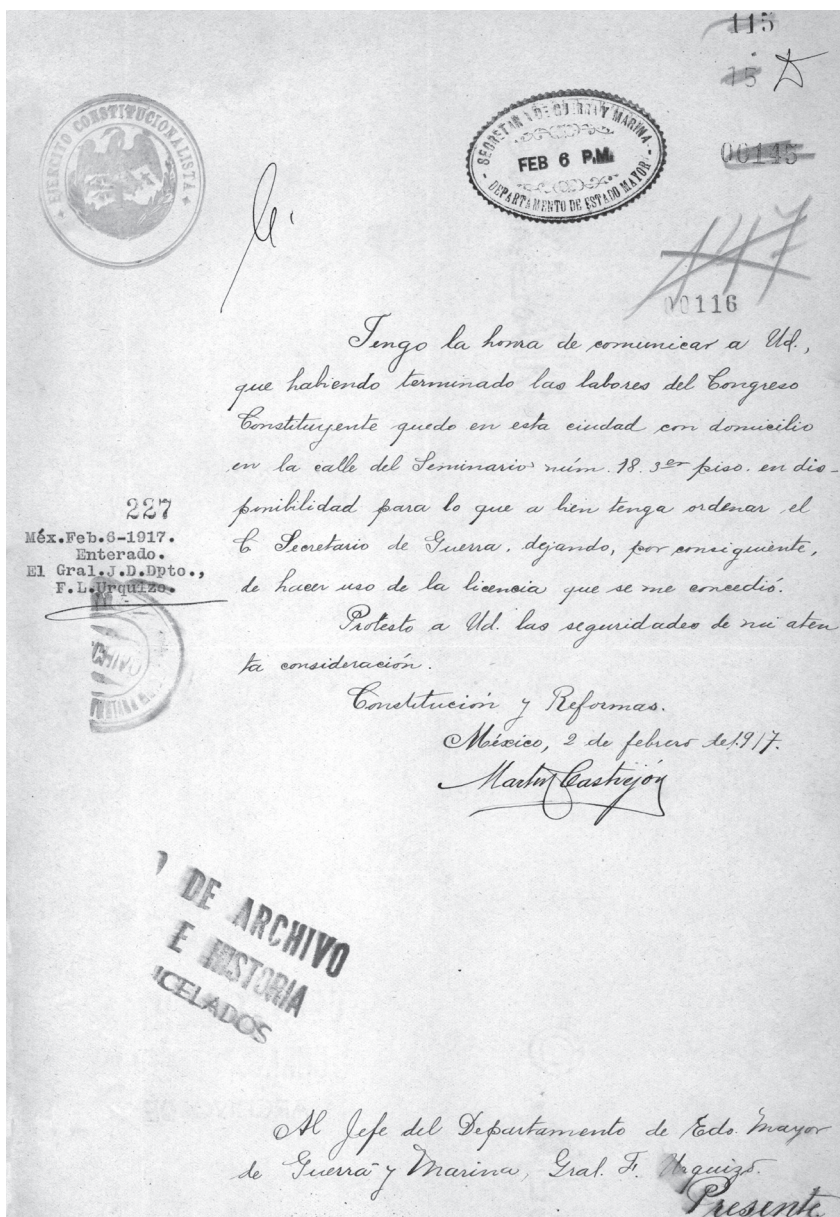 115
15
EJERCITO CONSTITUCIONALISTA
SECRETARIA DE GUERRA Y MARINA
FEB 6 P.M.
DEPARTAMENTO DE ESTADO MAYOR
00145
117
00116
Tengo la honra de comunicar a Ud.,
que habiendo terminado las labores del Congreso
Constituyente quedo en esta ciudad con domicilio
en la calle del Seminario núm. 18. 3er piso. en dis-
ponibilidad para lo que a bien tenga ordenar el
C Secretario de Guerra, dejando, por consiguiente,
de hacer uso de la licencia que se me concedió.
Protesto a Ud. las seguridades de mi aten
ta consideración.
Constitución y Reformas.
México, 2 de febrero de 1917.
Martin Castrejón
227
Méx.Feb.6-1917.
Enterado.
El Gral.J.D.Dpto.,
F.L.Urquizo.
DE ARCHIVO
E HISTORIA
CELADOS
Al Jefe del Departamento de Edo. Mayor
de Guerra y Marina, Gral. F. Urquizo.
Presente